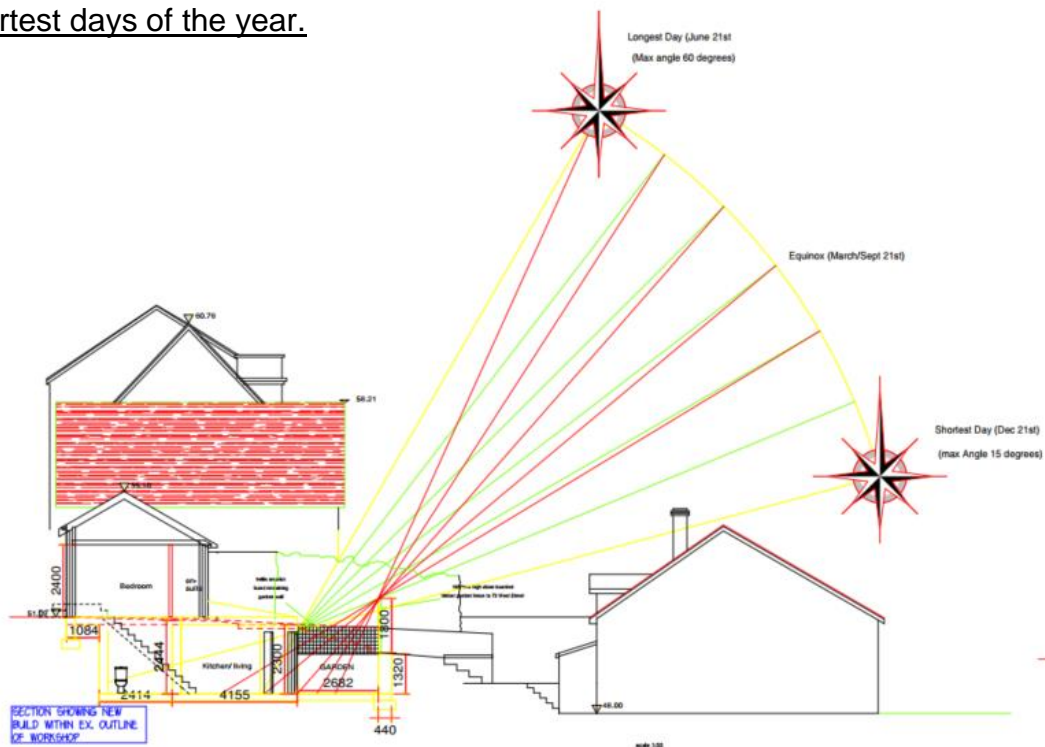 rtest days of the year.
Longest Day (June 21st
(Max angle 60 degrees)
Equinox (March/Sept 21st)
60.76
58.21
Shortest Day (Dec 21st)
(max Angle 15 degrees)
2400
Bedroom
1084
2444
Kitchen/ living
2300
GARDEN
1800
1320
2414
4155
2682
440
46.00
SECTION SHOWING NEW
BUILD WITHIN EX. OUTLINE
OF WORKSHOP